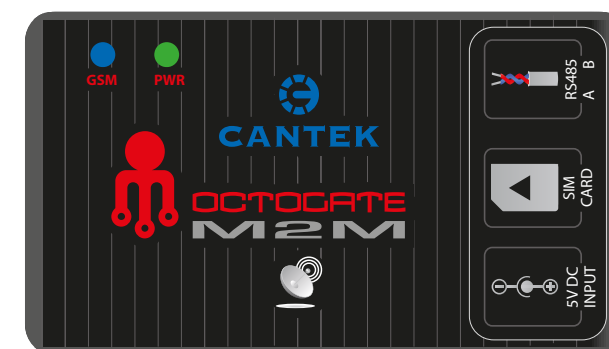 GSM PWR
CANTEK
OCTOGATE
M2M
RS485
A B
SIM
CARD
5V DC
INPUT